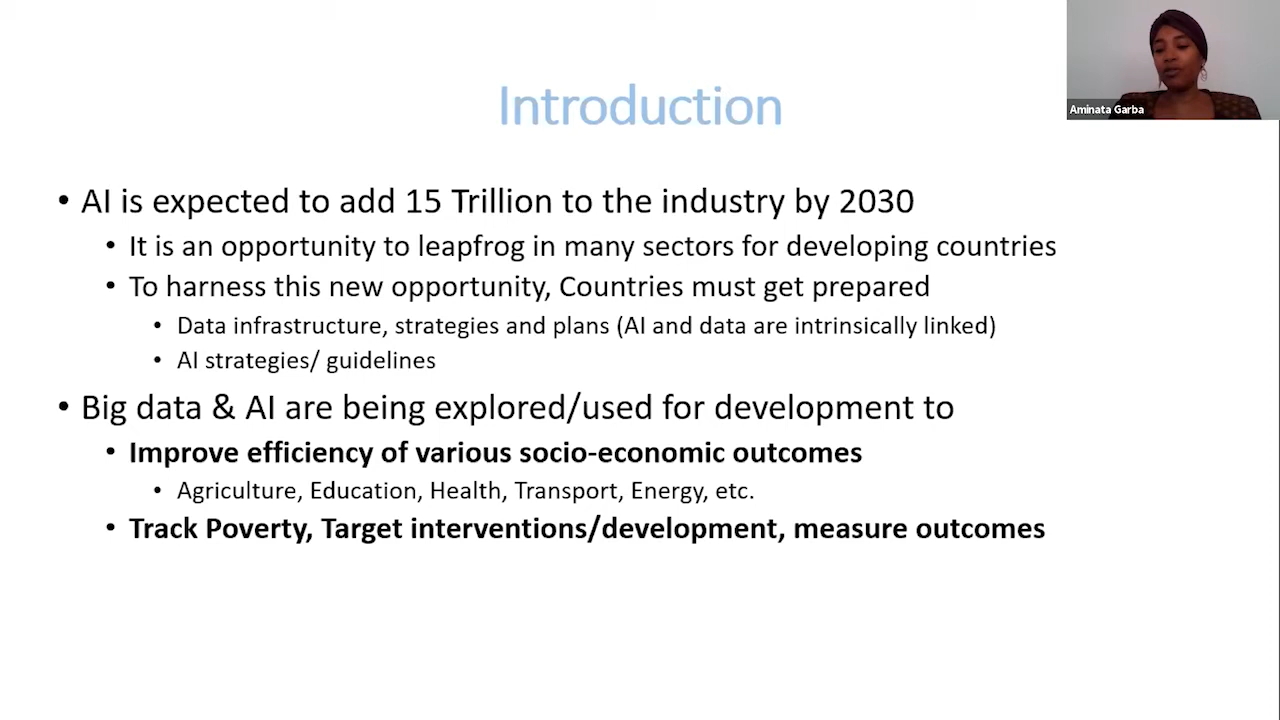 Introduction
Aminata Garba
• AI is expected to add 15 Trillion to the industry by 2030
• It is an opportunity to leapfrog in many sectors for developing countries
• To harness this new opportunity, Countries must get prepared
• Data infrastructure, strategies and plans (AI and data are intrinsically linked)
• AI strategies/ guidelines
• Big data & AI are being explored/used for development to
• Improve efficiency of various socio-economic outcomes
• Agriculture, Education, Health, Transport, Energy, etc.
• Track Poverty, Target interventions/development, measure outcomes